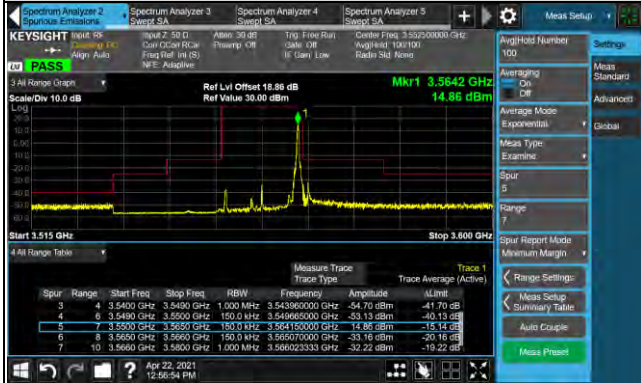 Spectrum Analyzer 2
Spurious Emissions
Spectrum Analyzer 3
Swept SA
Spectrum Analyzer 4
Swept SA
Spectrum Analyzer 5
Swept SA
+
Meas Setup
KEYSIGHT
Input: RF
Coupling: DC
Align: Auto
Input Z: 50 Ω
Corr CCorr RCal
Freq Ref: Int (S)
NFE: Adaptive
Atten: 30 dB
Preamp: Off
Trig: Free Run
Gate: Off
IF Gain: Low
Center Freq: 3.552500000 GHz
Avg|Hold: 100/100
Radio Std: None
LV PASS
3 All Range Graph
Scale/Div 10.0 dB
Log
Ref Lvl Offset 18.86 dB
Ref Value 30.00 dBm
Mkr1 3.5642 GHz
14.86 dBm
1
Start 3.515 GHz
Stop 3.600 GHz
4 All Range Table
Measure Trace Trace 1
Trace Type Trace Average (Active)
Spur Range Start Freq Stop Freq RBW Frequency Amplitude ΔLimit
3 4 3.5400 GHz 3.5490 GHz 1.000 MHz 3.543960000 GHz -54.70 dBm -41.70 dB
4 6 3.5490 GHz 3.5500 GHz 150.0 kHz 3.549665000 GHz -53.13 dBm -40.13 dB
5 7 3.5500 GHz 3.5650 GHz 150.0 kHz 3.564150000 GHz 14.86 dBm -15.14 dB
6 8 3.5650 GHz 3.5660 GHz 150.0 kHz 3.565070000 GHz -33.16 dBm -20.16 dB
7 10 3.5660 GHz 3.5800 GHz 1.000 MHz 3.566023333 GHz -32.22 dBm -19.22 dB
Avg|Hold Number
100
Averaging
On
Off
Average Mode
Exponential
Meas Type
Examine
Spur
5
Range
7
Spur Report Mode
Minimum Margin
Range Settings
Meas Setup
Summary Table
Auto Couple
Meas Preset
Settings
Meas
Standard
Advanced
Global
?
Apr 22, 2021
12:56:54 PM